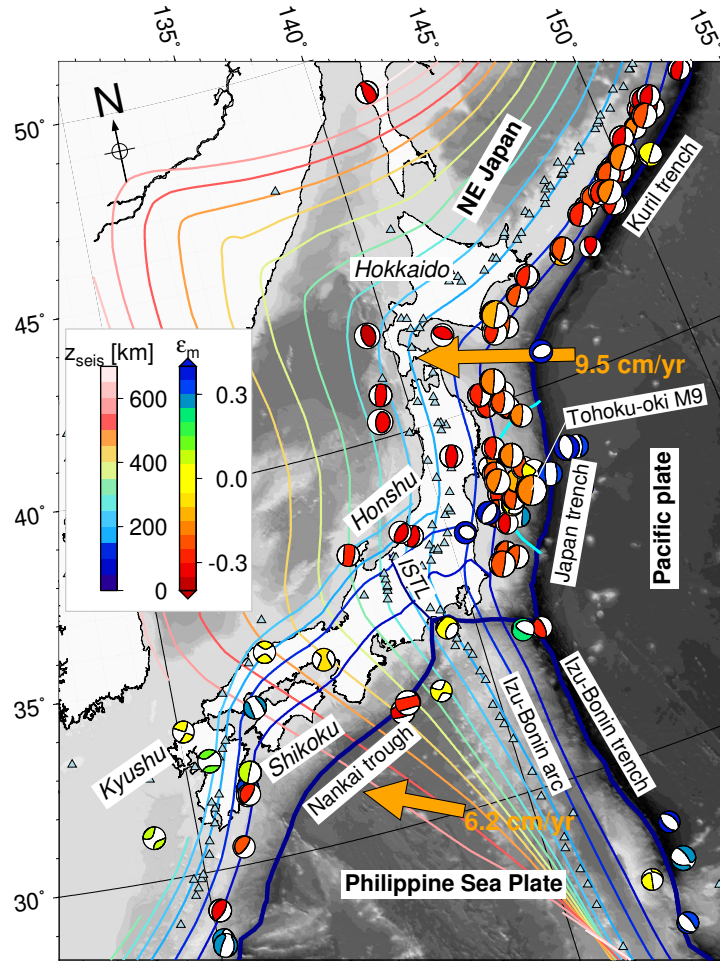 135°
140°
145°
150°
155°
50°
45°
40°
35°
30°
N
NE Japan
Kuril trench
Hokkaido
z_seis [km]
ε_m
600
400
200
0
0.3
0.0
-0.3
9.5 cm/yr
Tohoku-oki M9
Honshu
Japan trench
Pacific plate
ISTL
Izu-Bonin trench
Izu-Bonin arc
Kyushu
Shikoku
Nankai trough
6.2 cm/yr
Philippine Sea Plate